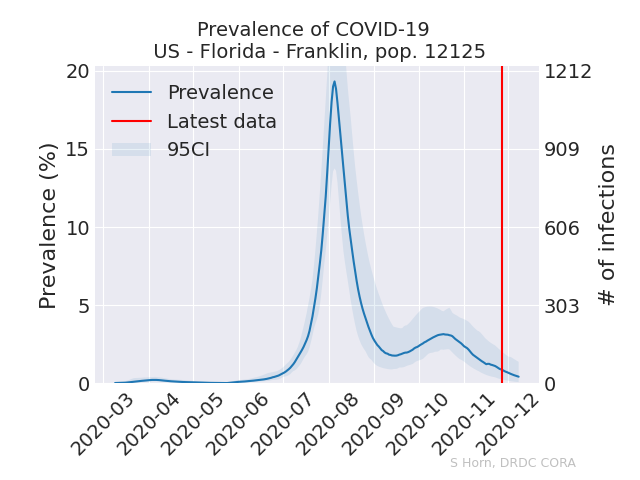 Prevalence of COVID-19
US - Florida - Franklin, pop. 12125
Prevalence
Latest data
95CI
Prevalence (%)
20
15
10
5
0
1212
909
606
303
0
# of infections
2020-03
2020-04
2020-05
2020-06
2020-07
2020-08
2020-09
2020-10
2020-11
2020-12
S Horn, DRDC CORA